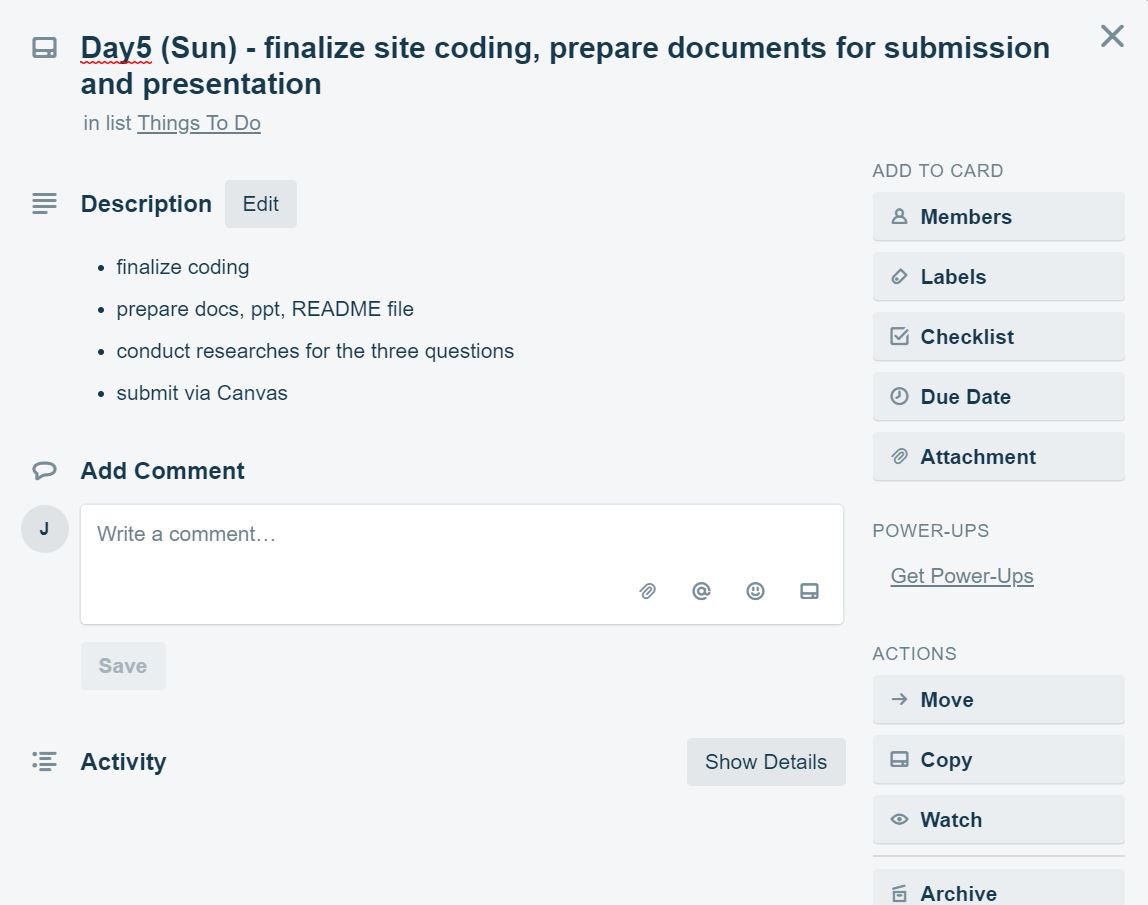 Day5 (Sun) - finalize site coding, prepare documents for submission
and presentation
in list Things To Do
Description
Edit
finalize coding
prepare docs, ppt, README file
conduct researches for the three questions
submit via Canvas
Add Comment
J
Write a comment…
Save
Activity
Show Details
ADD TO CARD
Members
Labels
Checklist
Due Date
Attachment
POWER-UPS
Get Power-Ups
ACTIONS
Move
Copy
Watch
Archive